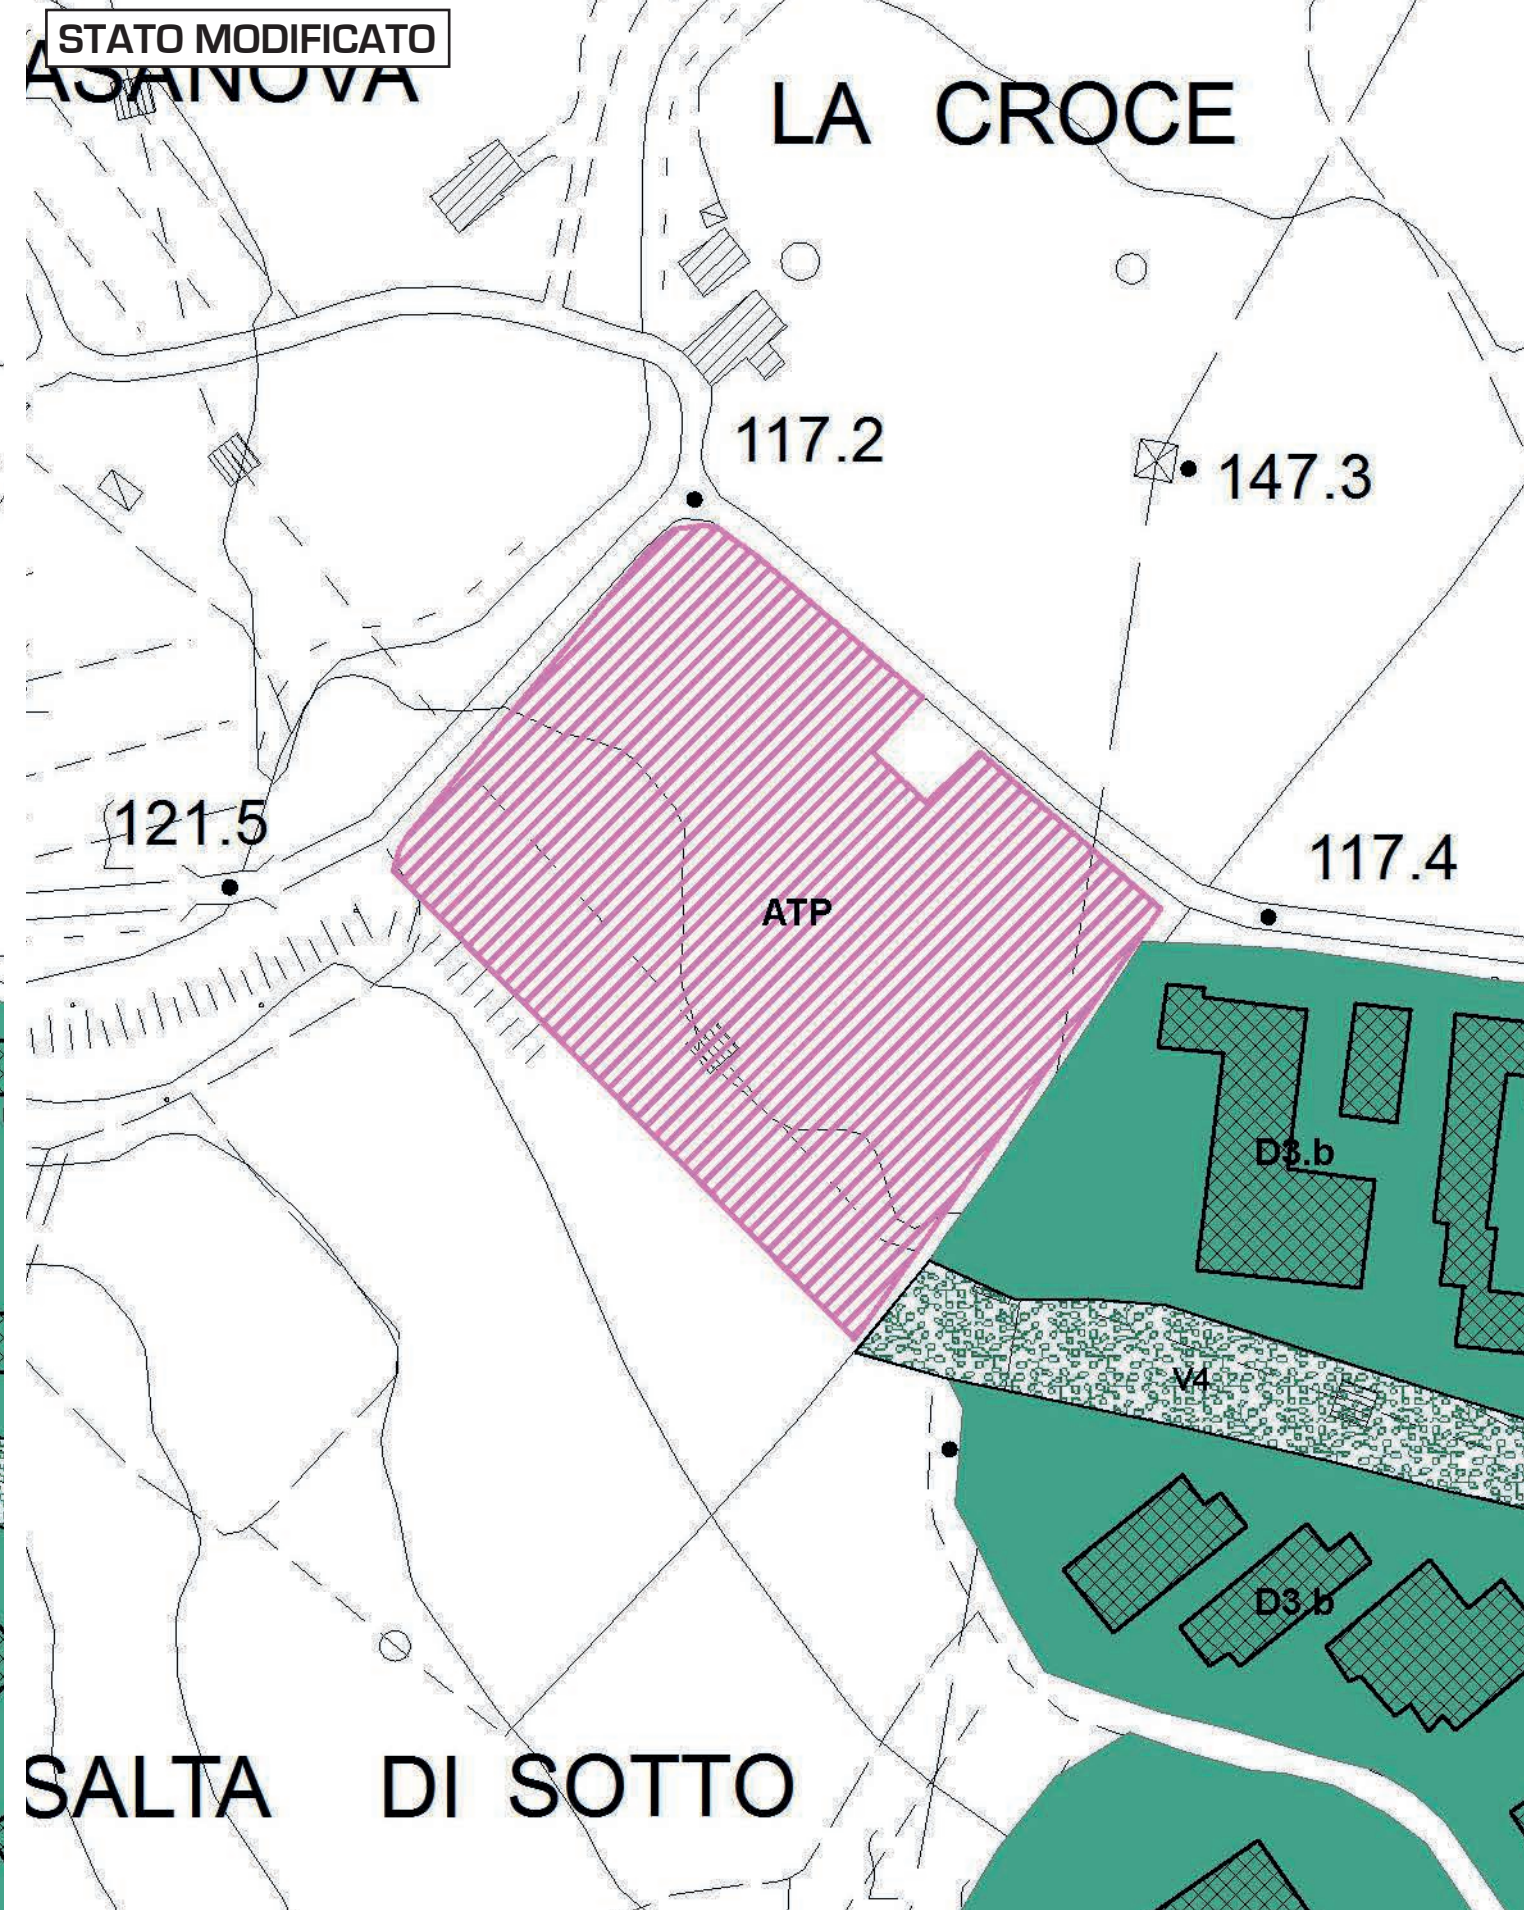 STATO MODIFICATO
ASANOVA
LA CROCE
117.2
147.3
121.5
117.4
ATP
D3.b
V4
D3.b
SALTA DI SOTTO